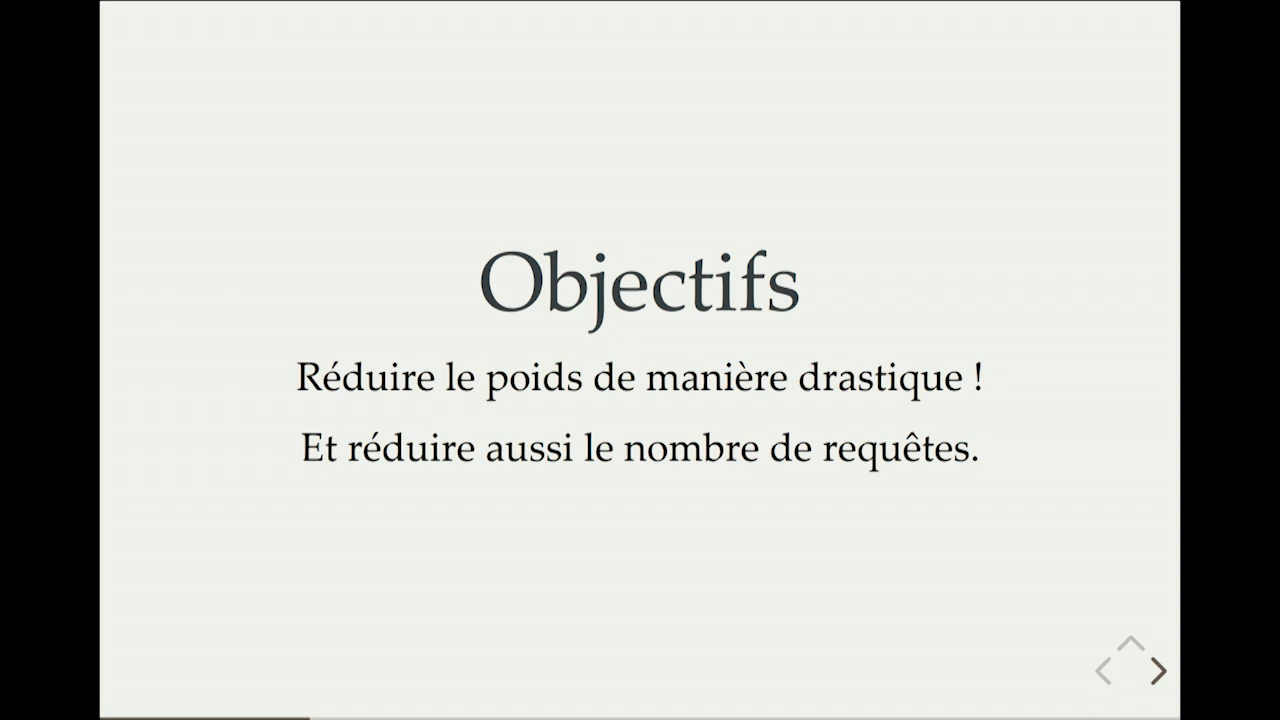 Objectifs
Réduire le poids de manière drastique !
Et réduire aussi le nombre de requêtes.